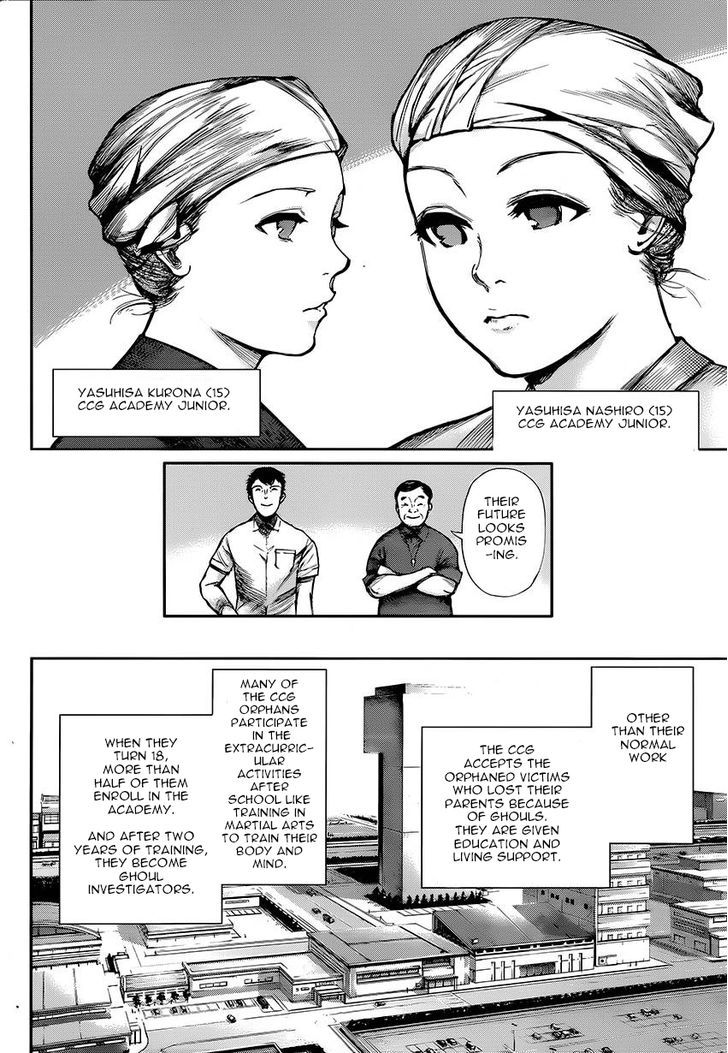 YASUHISA KURONA (15)
CCG ACADEMY JUNIOR.
YASUHISA NASHIRO (15)
CCG ACADEMY JUNIOR.
THEIR
FUTURE
LOOKS
PROMIS
-ING.
OTHER
THAN THEIR
NORMAL
WORK
THE CCG
ACCEPTS THE
ORPHANED VICTIMS
WHO LOST THEIR
PARENTS BECAUSE
OF GHOULS.
THEY ARE GIVEN
EDUCATION AND
LIVING SUPPORT.
MANY OF
THE CCG
ORPHANS
PARTICIPATE
IN THE
EXTRACURRIC-
ULAR
ACTIVITIES
AFTER
SCHOOL LIKE
TRAINING IN
MARTIAL ARTS
TO TRAIN THEIR
BODY AND
MIND.
WHEN THEY
TURN 18,
MORE THAN
HALF OF THEM
ENROLL IN THE
ACADEMY.
AND AFTER TWO
YEARS OF TRAINING,
THEY BECOME
GHOUL
INVESTIGATORS.